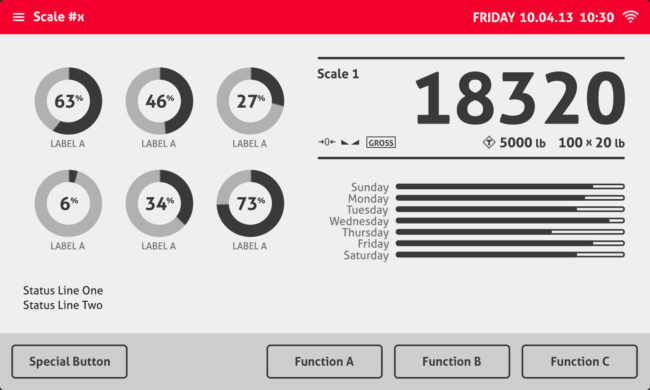 Scale #x
FRIDAY 10.04.13 10:30
63%
46%
27%
LABEL A
LABEL A
LABEL A
6%
34%
73%
LABEL A
LABEL A
LABEL A
Status Line One
Status Line Two
Scale 1
18320
→0← GROSS
T 5000 lb 100 x 20 lb
Sunday
Monday
Tuesday
Wednesday
Thursday
Friday
Saturday
Special Button
Function A
Function B
Function C